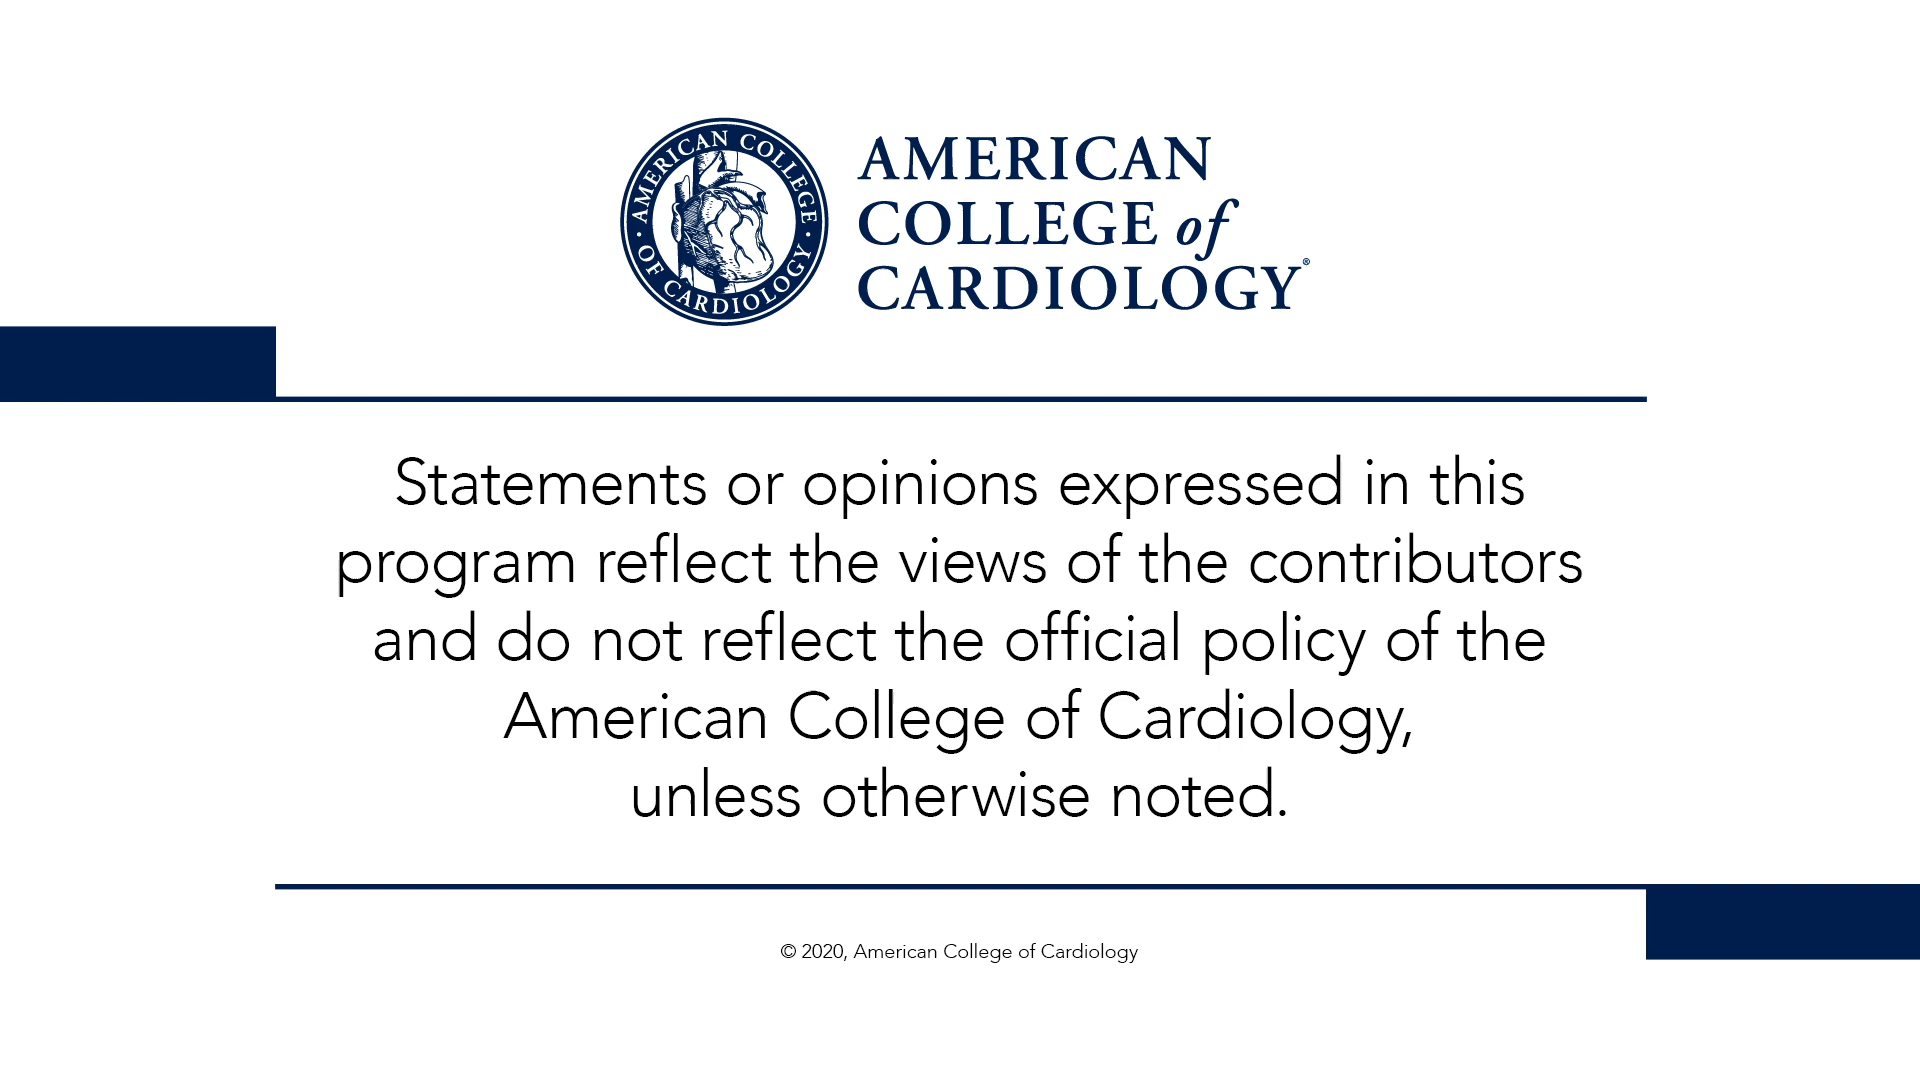 AMERICAN COLLEGE
OF CARDIOLOGY
AMERICAN
COLLEGE of
CARDIOLOGY®
Statements or opinions expressed in this
program reflect the views of the contributors
and do not reflect the official policy of the
American College of Cardiology,
unless otherwise noted.
© 2020, American College of Cardiology